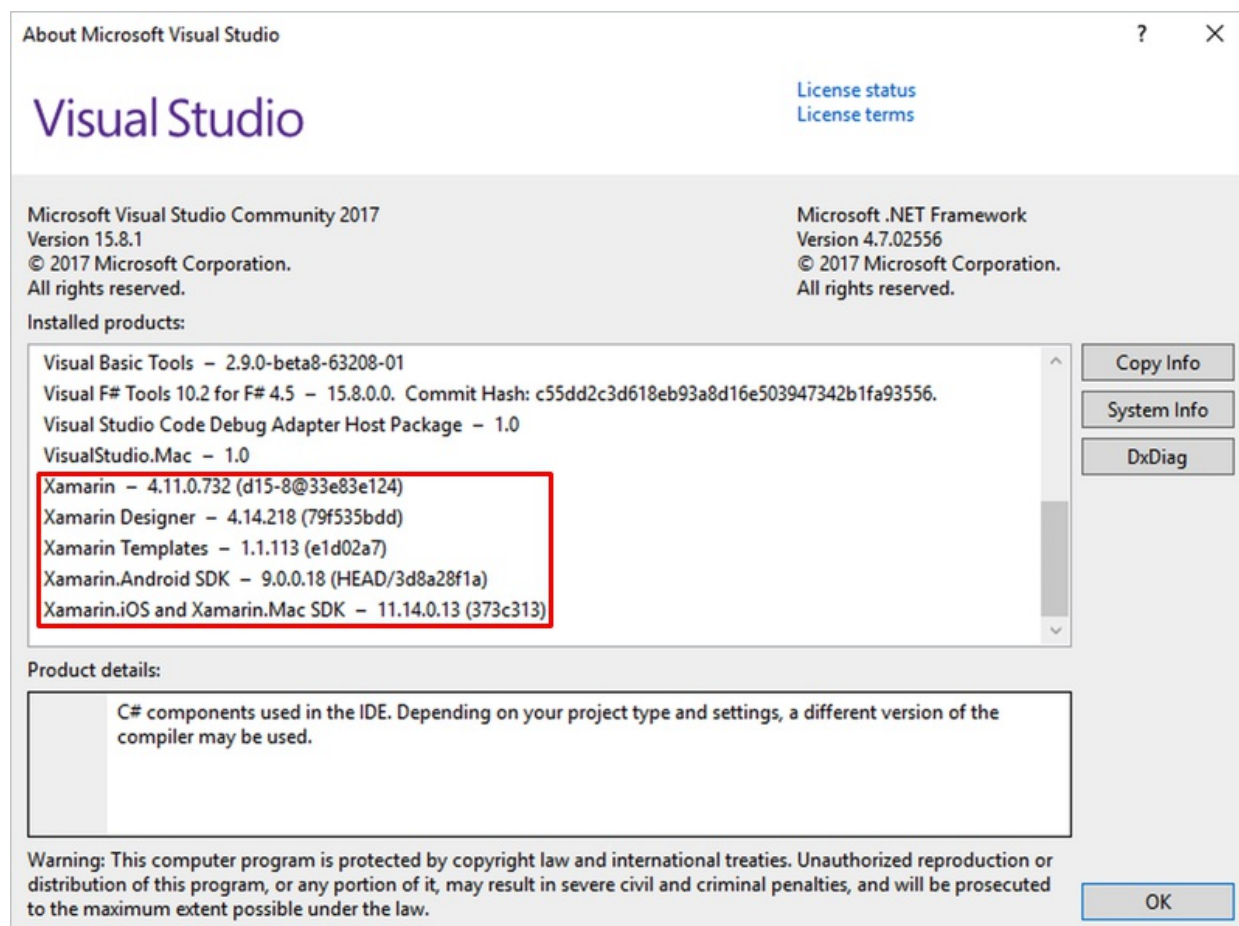 About Microsoft Visual Studio
?
Visual Studio
License status
License terms
Microsoft Visual Studio Community 2017
Version 15.8.1
© 2017 Microsoft Corporation.
All rights reserved.
Microsoft .NET Framework
Version 4.7.02556
© 2017 Microsoft Corporation.
All rights reserved.
Installed products:
Visual Basic Tools – 2.9.0-beta8-63208-01
Visual F# Tools 10.2 for F# 4.5 – 15.8.0.0. Commit Hash: c55dd2c3d618eb93a8d16e503947342b1fa93556.
Visual Studio Code Debug Adapter Host Package – 1.0
VisualStudio.Mac – 1.0
Xamarin – 4.11.0.732 (d15-8@33e83e124)
Xamarin Designer – 4.14.218 (79f535bdd)
Xamarin Templates – 1.1.113 (e1d02a7)
Xamarin.Android SDK – 9.0.0.18 (HEAD/3d8a28f1a)
Xamarin.iOS and Xamarin.Mac SDK – 11.14.0.13 (373c313)
Copy Info
System Info
DxDiag
Product details:
C# components used in the IDE. Depending on your project type and settings, a different version of the
compiler may be used.
Warning: This computer program is protected by copyright law and international treaties. Unauthorized reproduction or
distribution of this program, or any portion of it, may result in severe civil and criminal penalties, and will be prosecuted
to the maximum extent possible under the law.
OK